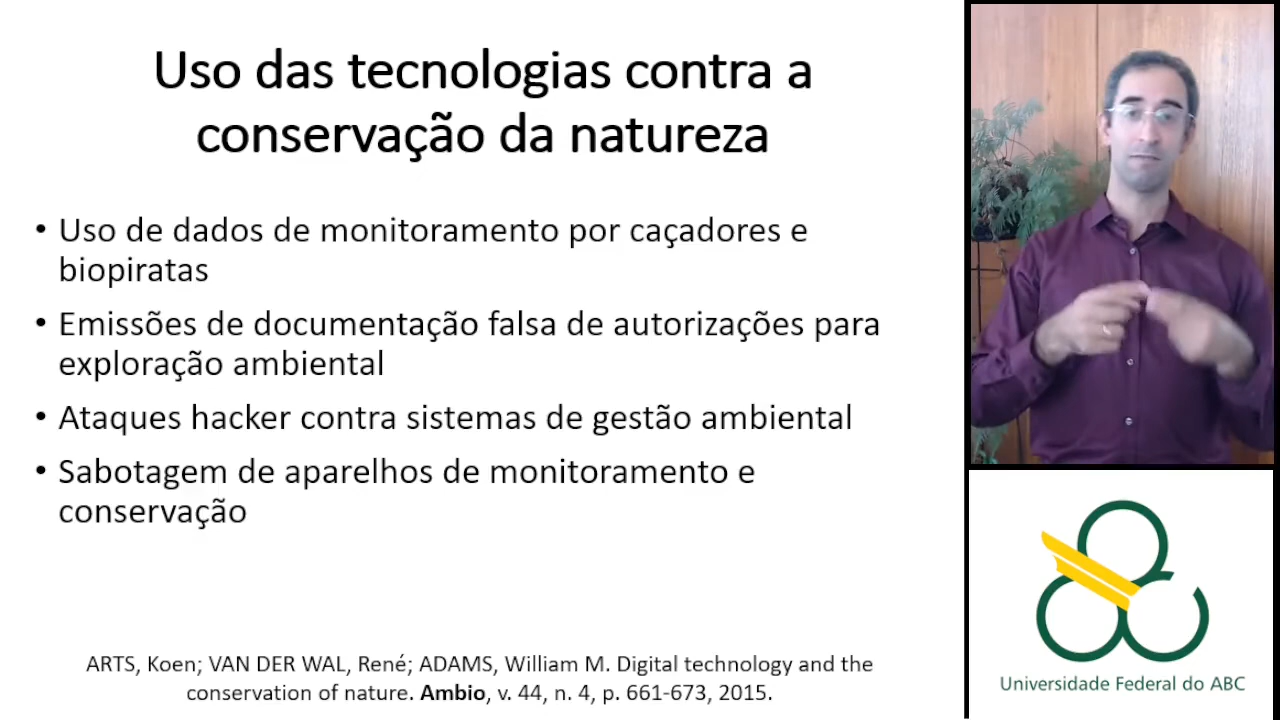 Uso das tecnologias contra a
conservação da natureza
• Uso de dados de monitoramento por caçadores e
biopiratas
• Emissões de documentação falsa de autorizações para
exploração ambiental
• Ataques hacker contra sistemas de gestão ambiental
• Sabotagem de aparelhos de monitoramento e
conservação
ARTS, Koen; VAN DER WAL, René; ADAMS, William M. Digital technology and the
conservation of nature. Ambio, v. 44, n. 4, p. 661-673, 2015.
Universidade Federal do ABC